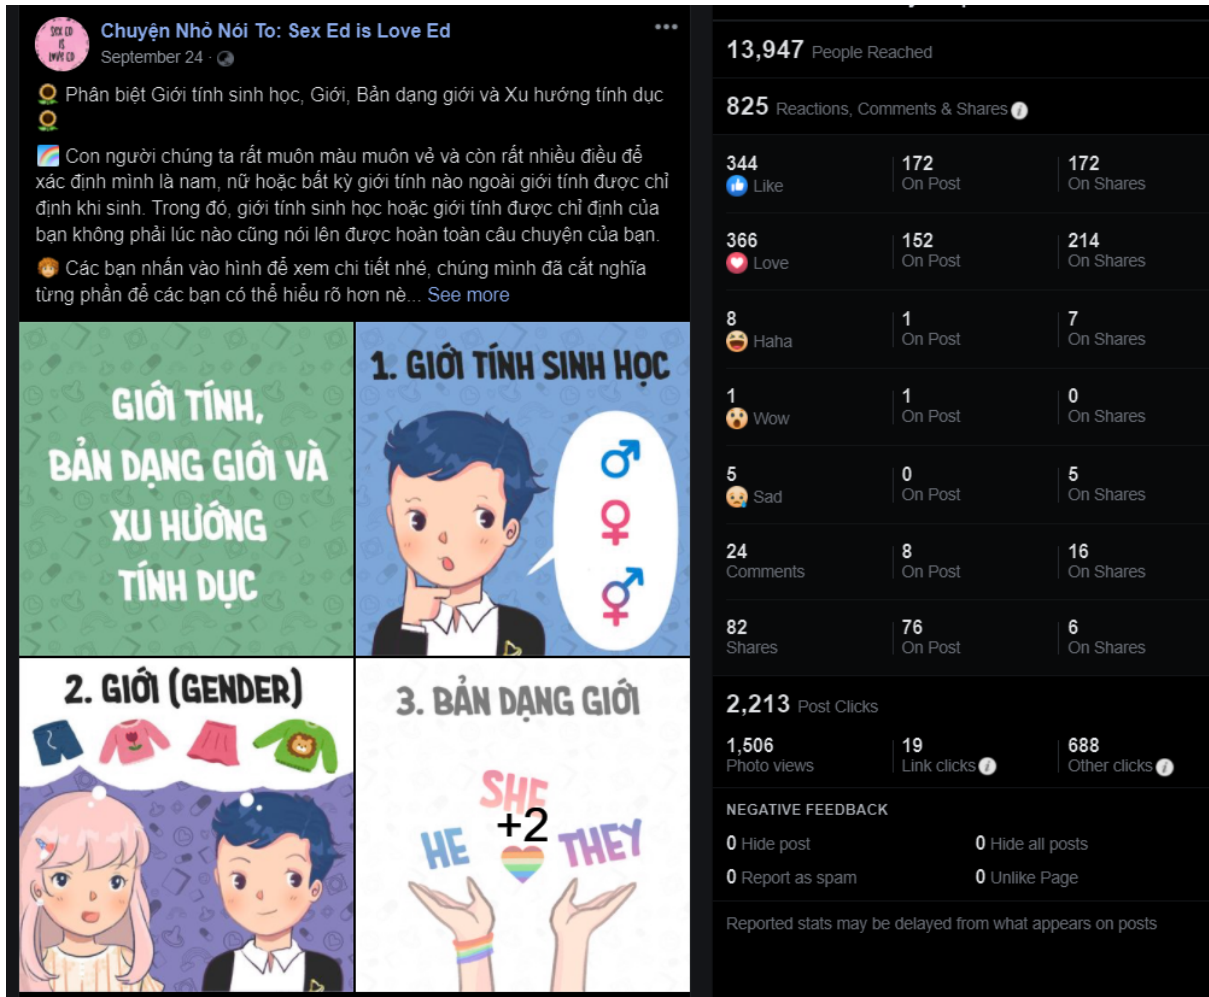 SEX ED
IS
LOVE ED
Chuyện Nhỏ Nói To: Sex Ed is Love Ed
September 24 ·
Phân biệt Giới tính sinh học, Giới, Bản dạng giới và Xu hướng tính dục
Con người chúng ta rất muôn màu muôn vẻ và còn rất nhiều điều để
xác định mình là nam, nữ hoặc bất kỳ giới tính nào ngoài giới tính được chỉ
định khi sinh. Trong đó, giới tính sinh học hoặc giới tính được chỉ định của
bạn không phải lúc nào cũng nói lên được hoàn toàn câu chuyện của bạn.
Các bạn nhấn vào hình để xem chi tiết nhé, chúng mình đã cắt nghĩa
từng phần để các bạn có thể hiểu rõ hơn nè... See more
GIỚI TÍNH,
BẢN DẠNG GIỚI VÀ
XU HƯỚNG
TÍNH DỤC
1. GIỚI TÍNH SINH HỌC
2. GIỚI (GENDER)
3. BẢN DẠNG GIỚI
SHE
+2
HE THEY
13,947 People Reached
825 Reactions, Comments & Shares
344 172 172
Like On Post On Shares
366 152 214
Love On Post On Shares
8 1 7
Haha On Post On Shares
1 1 0
Wow On Post On Shares
5 0 5
Sad On Post On Shares
24 8 16
Comments On Post On Shares
82 76 6
Shares On Post On Shares
2,213 Post Clicks
1,506 19 688
Photo views Link clicks Other clicks
NEGATIVE FEEDBACK
0 Hide post 0 Hide all posts
0 Report as spam 0 Unlike Page
Reported stats may be delayed from what appears on posts